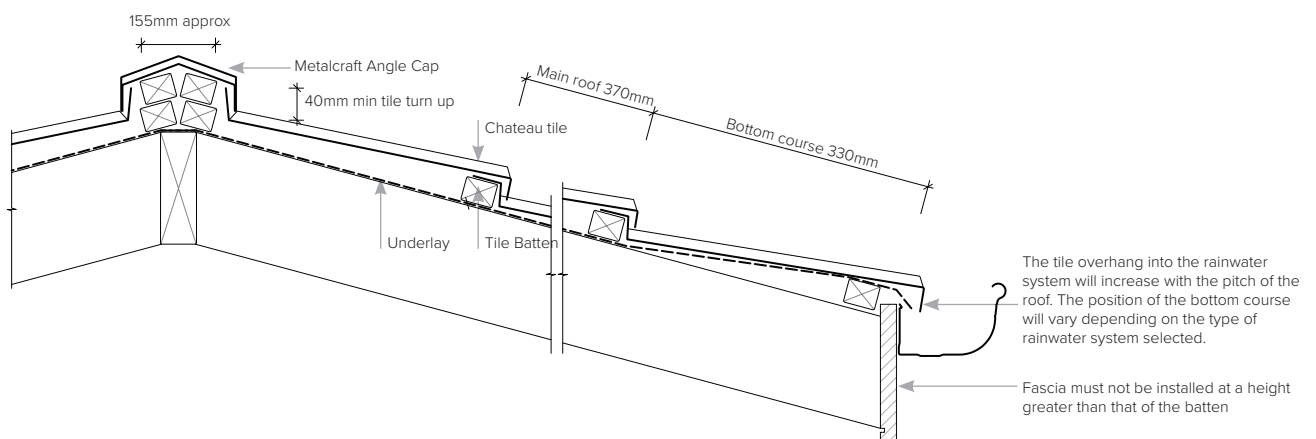 155mm approx
Metalcraft Angle Cap
40mm min tile turn up
Main roof 370mm
Bottom course 330mm
Chateau tile
Underlay
Tile Batten
The tile overhang into the rainwater
system will increase with the pitch of the
roof. The position of the bottom course
will vary depending on the type of
rainwater system selected.
Fascia must not be installed at a height
greater than that of the batten